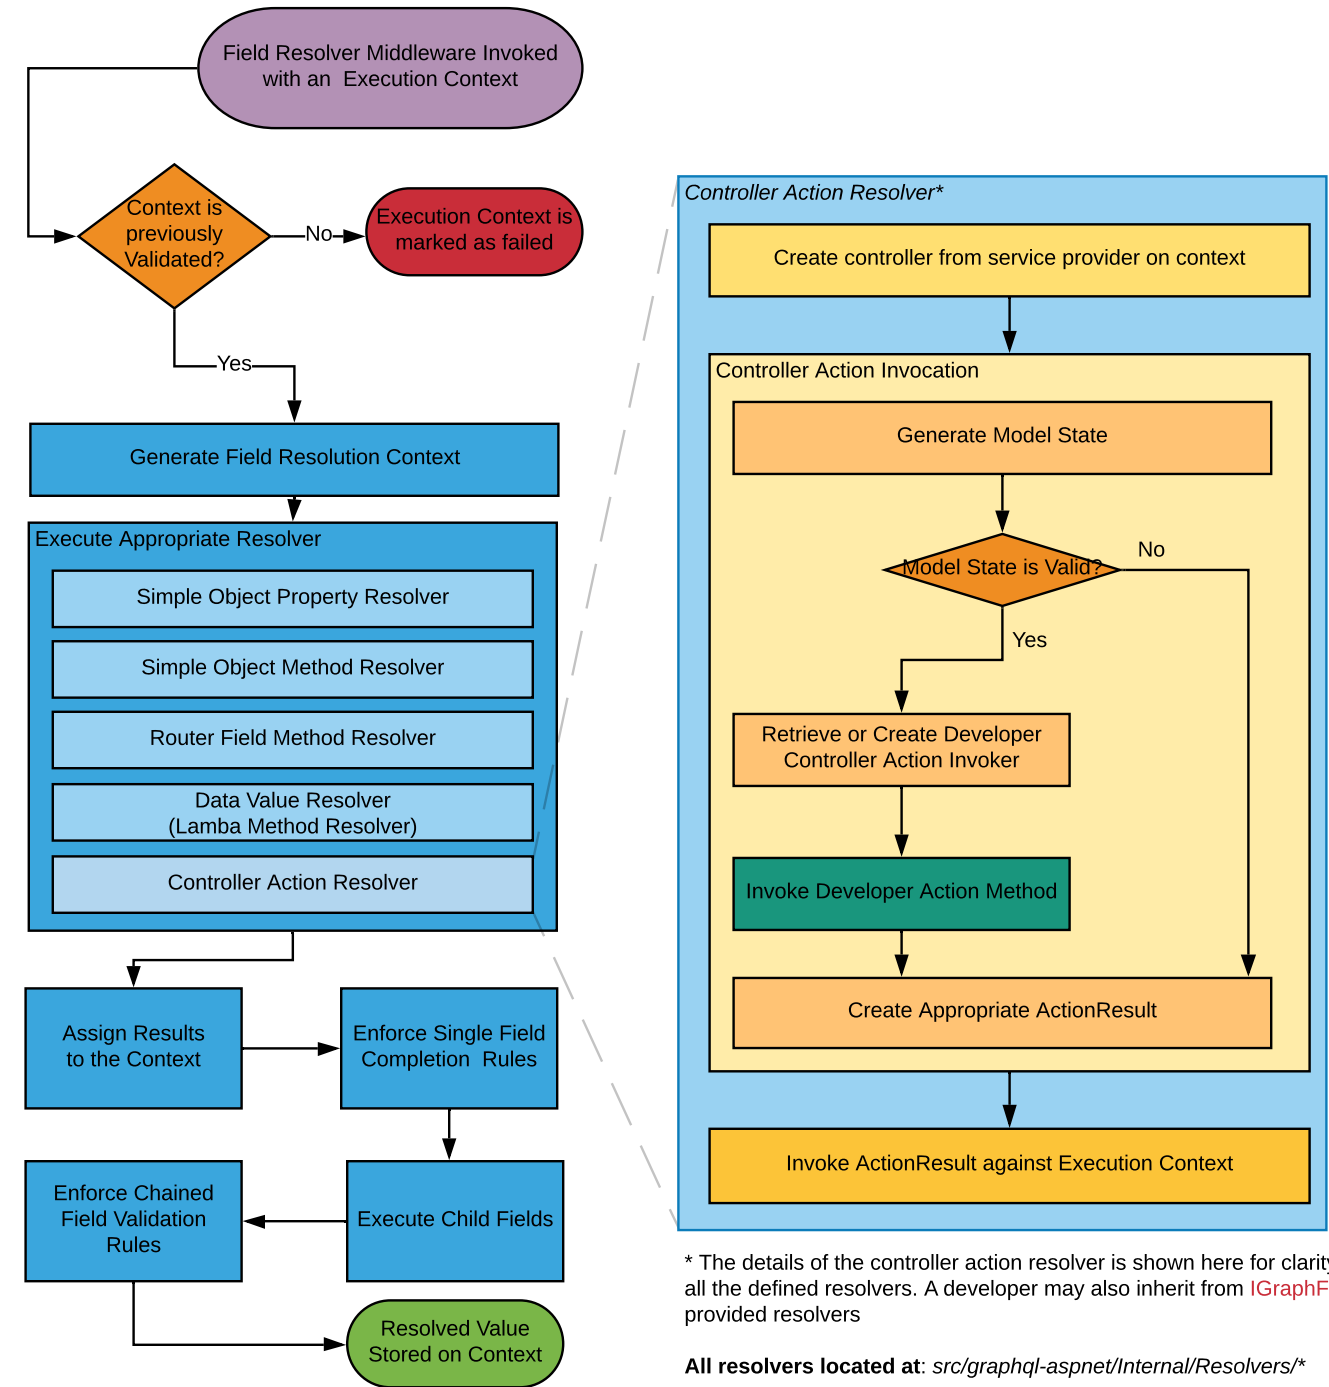 Field Resolver Middleware Invoked
with an Execution Context
Context is
previously
Validated?
No
Execution Context is
marked as failed
Yes
Generate Field Resolution Context
Execute Appropriate Resolver
Simple Object Property Resolver
Simple Object Method Resolver
Router Field Method Resolver
Data Value Resolver
(Lamba Method Resolver)
Controller Action Resolver
Assign Results
to the Context
Enforce Single Field
Completion Rules
Execute Child Fields
Enforce Chained
Field Validation
Rules
Resolved Value
Stored on Context
Controller Action Resolver*
Create controller from service provider on context
Controller Action Invocation
Generate Model State
Model State is Valid?
No
Yes
Retrieve or Create Developer
Controller Action Invoker
Invoke Developer Action Method
Create Appropriate ActionResult
Invoke ActionResult against Execution Context
* The details of the controller action resolver is shown here for clarity
all the defined resolvers. A developer may also inherit from IGraphF
provided resolvers
All resolvers located at: src/graphql-aspnet/Internal/Resolvers/*